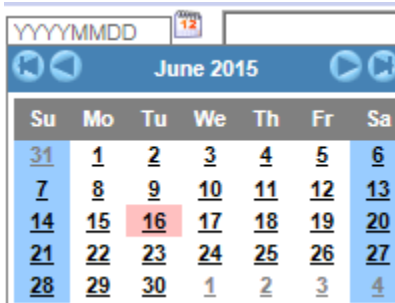 YYYYMMDD 12
June 2015
Su Mo Tu We Th Fr Sa
31 1 2 3 4 5 6
7 8 9 10 11 12 13
14 15 16 17 18 19 20
21 22 23 24 25 26 27
28 29 30 1 2 3 4